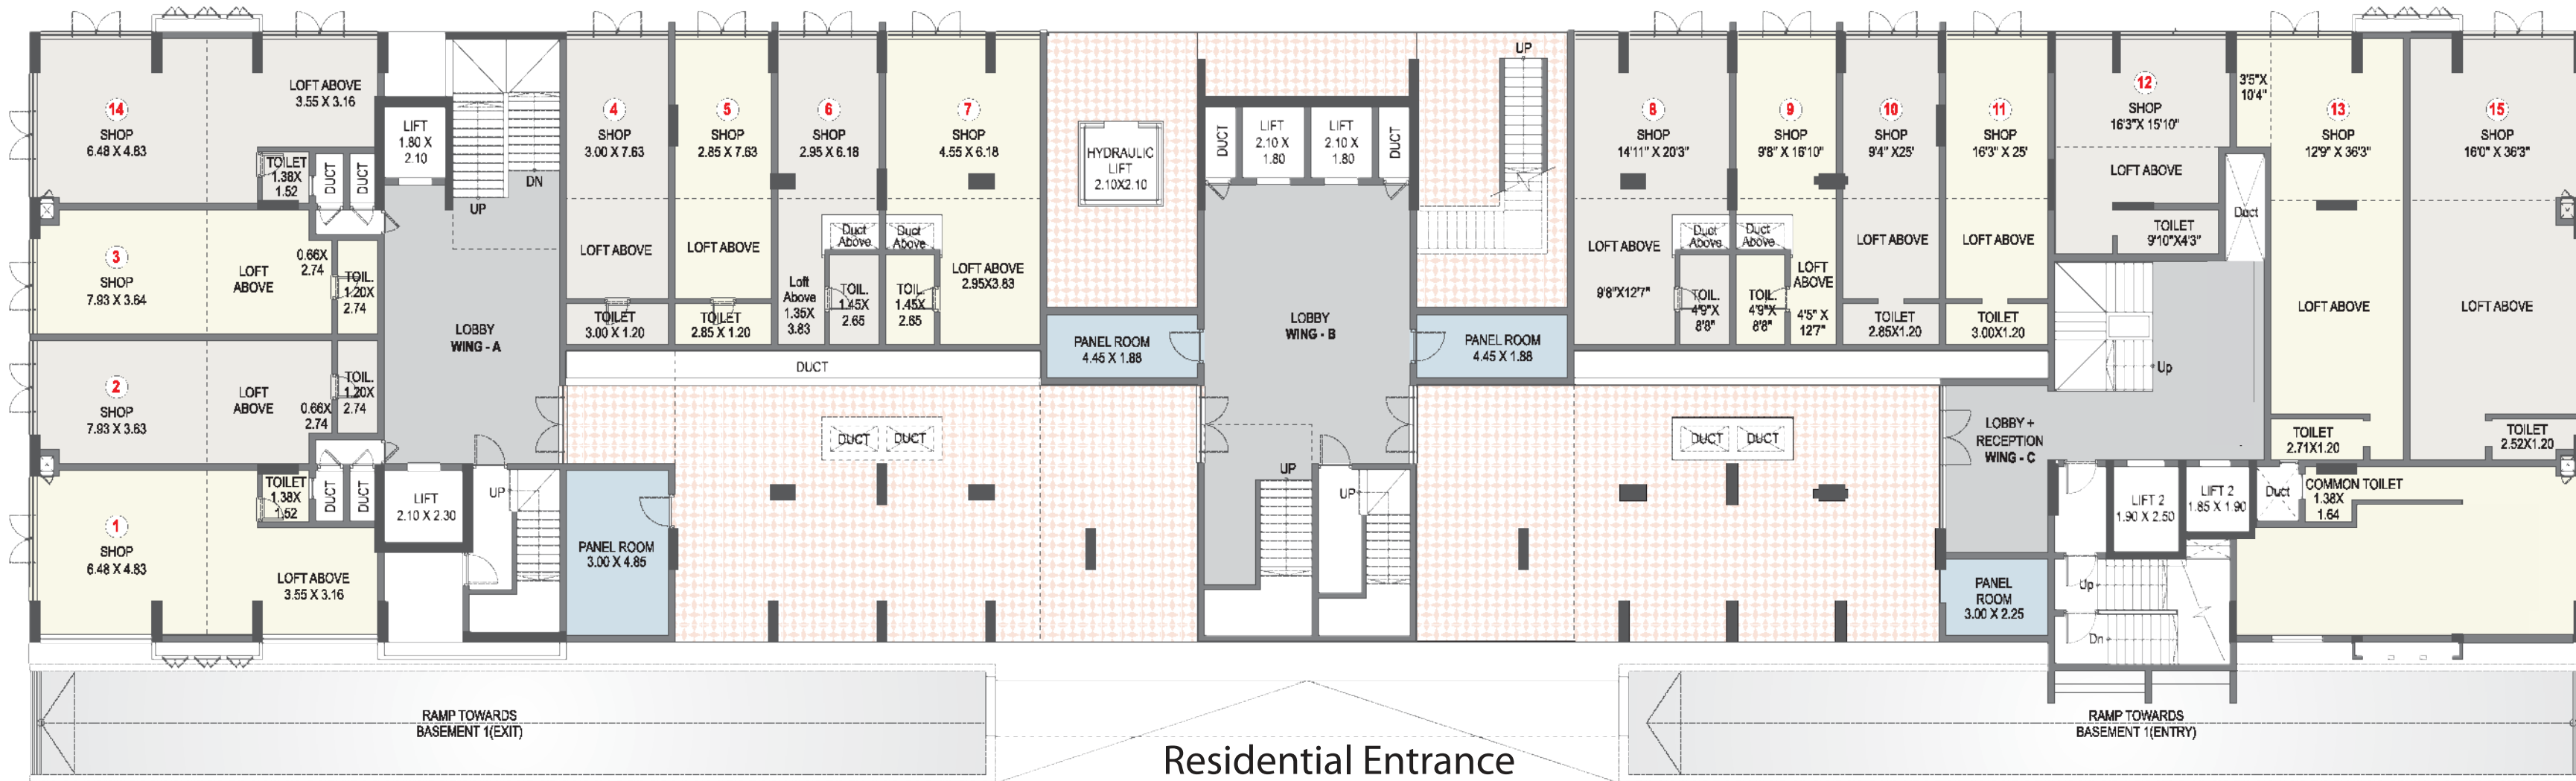 14
SHOP
6.48 X 4.83
LOFT ABOVE
3.55 X 3.16
TOILET
1.38X
1.52
DUCT
DUCT
3
SHOP
7.93 X 3.64
LOFT
ABOVE
0.66X
2.74
TOIL.
1.20X
2.74
2
SHOP
7.93 X 3.63
LOFT
ABOVE
0.66X
2.74
TOIL.
1.20X
2.74
1
SHOP
6.48 X 4.83
TOILET
1.38X
1.52
DUCT
DUCT
LOFT ABOVE
3.55 X 3.16
LIFT
1.80 X
2.10
DN
UP
LOBBY
WING - A
LIFT
2.10 X 2.30
UP
4
SHOP
3.00 X 7.63
LOFT ABOVE
TOILET
3.00 X 1.20
5
SHOP
2.85 X 7.63
LOFT ABOVE
TOILET
2.85 X 1.20
6
SHOP
2.95 X 6.18
Duct
Above
Loft
Above
1.35X
3.83
TOIL.
1.45X
2.65
7
SHOP
4.55 X 6.18
Duct
Above
LOFT ABOVE
2.95X3.83
TOIL.
1.45X
2.65
DUCT
PANEL ROOM
3.00 X 4.85
DUCT
DUCT
HYDRAULIC
LIFT
2.10X2.10
PANEL ROOM
4.45 X 1.88
DUCT
LIFT
2.10 X
1.80
LIFT
2.10 X
1.80
DUCT
LOBBY
WING - B
UP
UP
UP
PANEL ROOM
4.45 X 1.88
8
SHOP
14'11" X 20'3"
Duct
Above
LOFT ABOVE
9'8"X12'7"
TOIL.
4'9"X
8'8"
9
SHOP
9'8" X 16'10"
Duct
Above
LOFT
ABOVE
4'5" X
12'7"
TOIL.
4'9"X
8'8"
10
SHOP
9'4" X25'
LOFT ABOVE
TOILET
2.85X1.20
11
SHOP
16'3" X 25'
LOFT ABOVE
TOILET
3.00X1.20
DUCT
DUCT
12
SHOP
16'3"X 15'10"
LOFT ABOVE
TOILET
9'10"X4'3"
Duct
3'5"X
10'4"
13
SHOP
12'9" X 36'3"
LOFT ABOVE
TOILET
2.71X1.20
15
SHOP
16'0" X 36'3"
LOFT ABOVE
TOILET
2.52X1.20
Up
LOBBY +
RECEPTION
WING - C
LIFT 2
1.90 X 2.50
LIFT 2
1.85 X 1.90
Duct
COMMON TOILET
1.38X
1.64
PANEL
ROOM
3.00 X 2.25
Up
Dn
RAMP TOWARDS
BASEMENT 1(EXIT)
Residential Entrance
RAMP TOWARDS
BASEMENT 1(ENTRY)